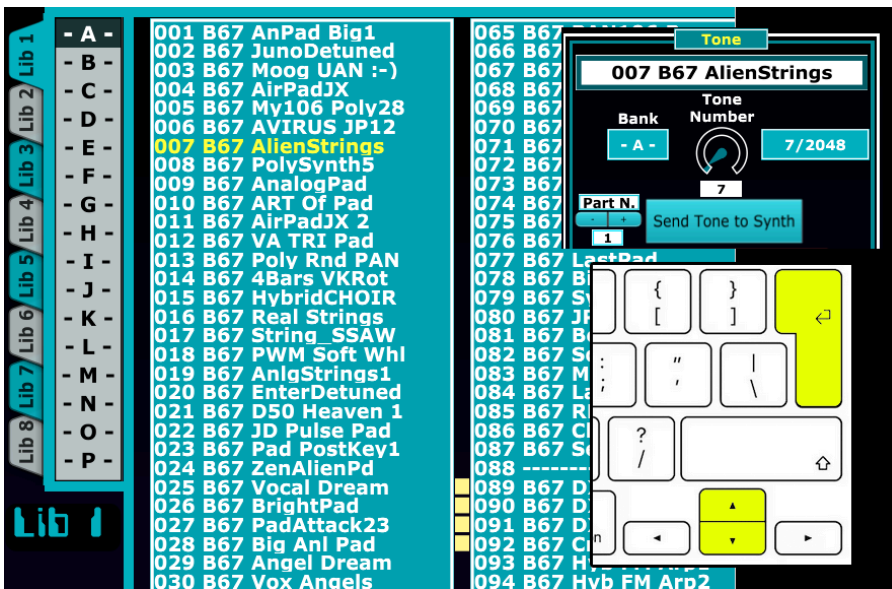 Lib 1
Lib 2
Lib 3
Lib 4
Lib 5
Lib 6
Lib 7
Lib 8
Lib 1
- A -
- B -
- C -
- D -
- E -
- F -
- G -
- H -
- I -
- J -
- K -
- L -
- M -
- N -
- O -
- P -
001 B67 AnPad Big1
002 B67 JunoDetuned
003 B67 Moog UAN :-)
004 B67 AirPadJX
005 B67 My106 Poly28
006 B67 AVIRUS JP12
007 B67 AlienStrings
008 B67 PolySynth5
009 B67 AnalogPad
010 B67 ART Of Pad
011 B67 AirPadJX 2
012 B67 VA TRI Pad
013 B67 Poly Rnd PAN
014 B67 4Bars VKRot
015 B67 HybridCHOIR
016 B67 Real Strings
017 B67 String_SSAW
018 B67 PWM Soft Whl
019 B67 AnlgStrings1
020 B67 EnterDetuned
021 B67 D50 Heaven 1
022 B67 JD Pulse Pad
023 B67 Pad PostKey1
024 B67 ZenAlienPd
025 B67 Vocal Dream
026 B67 BrightPad
027 B67 PadAttack23
028 B67 Big Anl Pad
029 B67 Angel Dream
030 B67 Vox Angels
065 B67
066 B67
067 B67
068 B67
069 B67
070 B67
071 B67
072 B67
073 B67
074 B67
075 B67
076 B67
077 B67 LastPad
078 B67
079 B67
080 B67
081 B67
082 B67
083 B67
084 B67
085 B67
086 B67
087 B67
088
089 B67
090 B67
091 B67
092 B67
093 B67
094 B67 Hyb FM Arp2
Tone
007 B67 AlienStrings
Bank
Tone
Number
- A -
7/2048
7
Part N.
- +
1
Send Tone to Synth
{ }
[ ]
: " |
; ' \
?
/
n